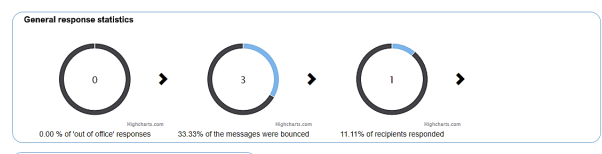 General response statistics
0
3
1
Highcharts.com
Highcharts.com
Highcharts.com
0.00 % of 'out of office' responses
33.33% of the messages were bounced
11.11% of recipients responded